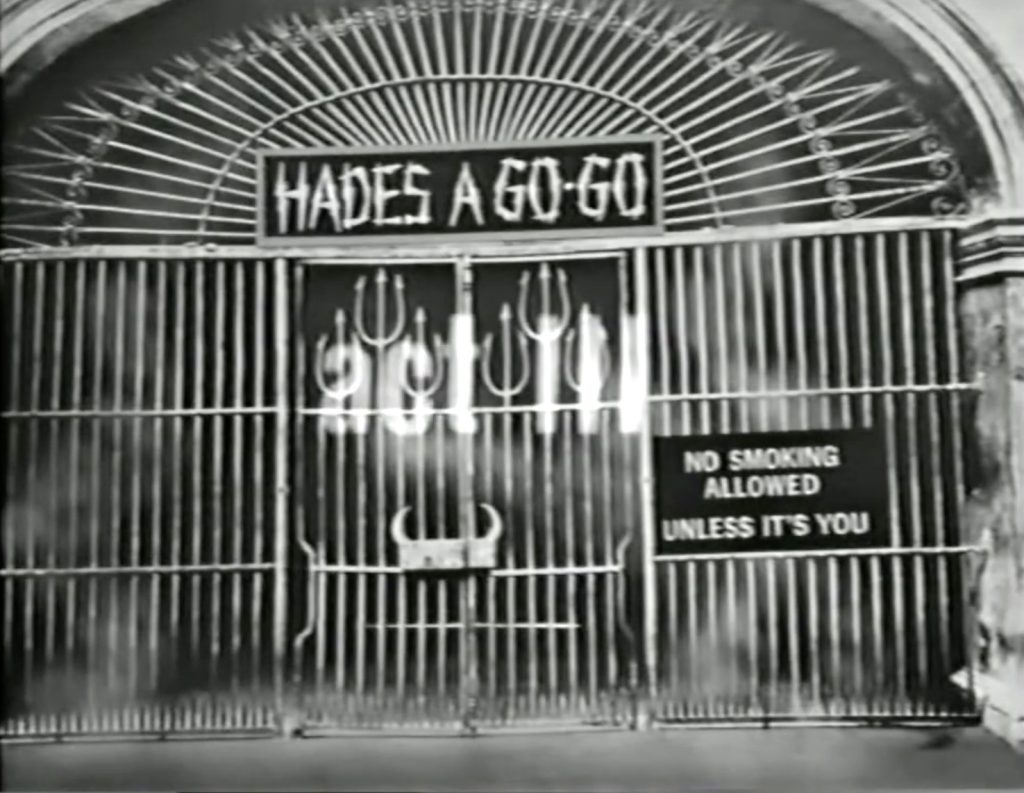 HADES A GO-GO
NO SMOKING
ALLOWED
UNLESS IT'S YOU